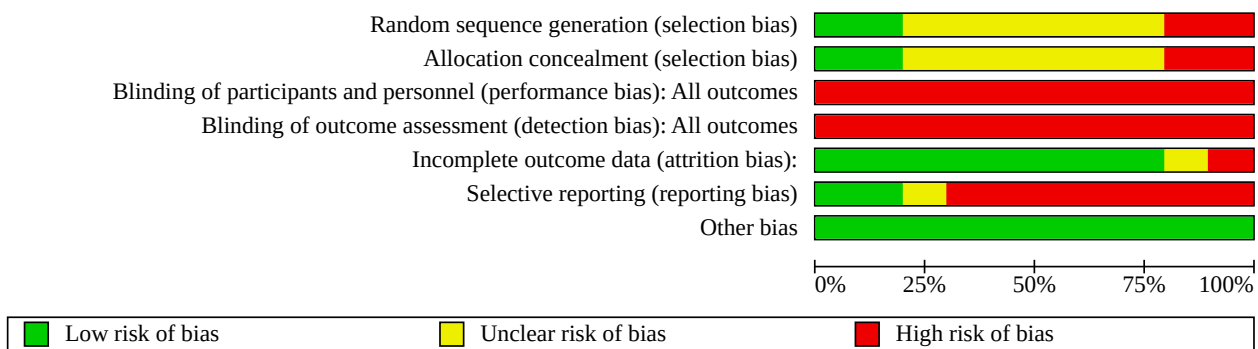 Random sequence generation (selection bias)
Allocation concealment (selection bias)
Blinding of participants and personnel (performance bias): All outcomes
Blinding of outcome assessment (detection bias): All outcomes
Incomplete outcome data (attrition bias):
Selective reporting (reporting bias)
Other bias
0% 25% 50% 75% 100%
Low risk of bias Unclear risk of bias High risk of bias